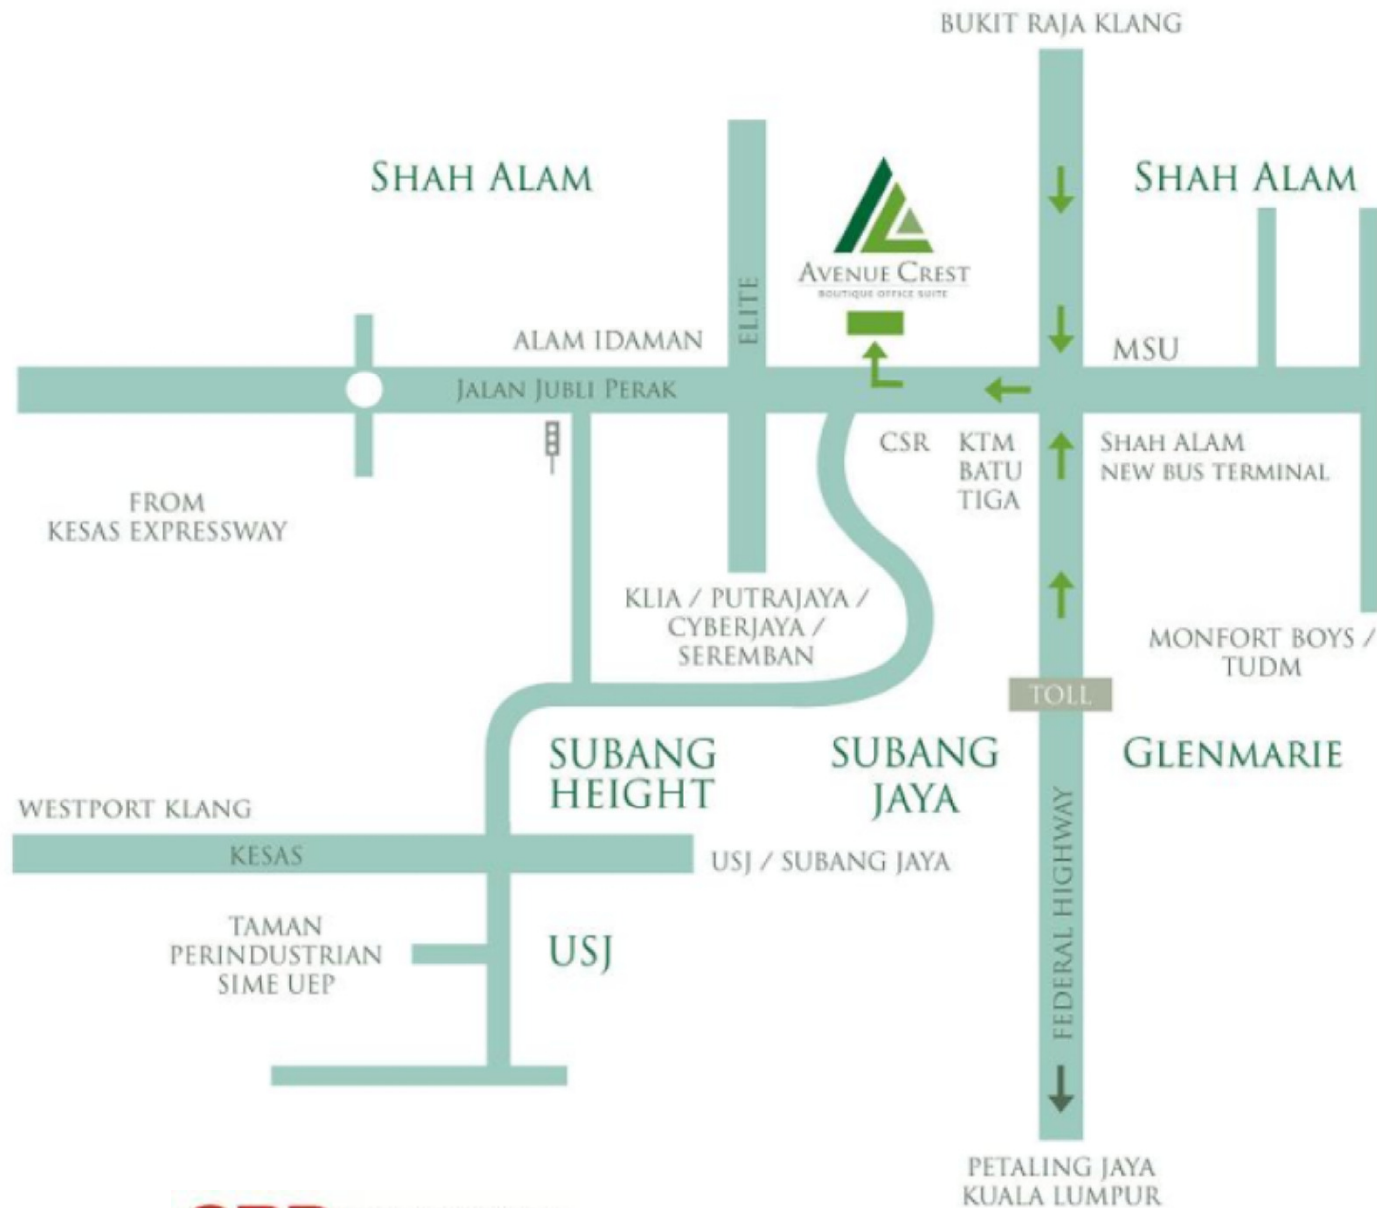 BUKIT RAJA KLANG
SHAH ALAM
SHAH ALAM
AVENUE CREST
BOUTIQUE OFFICE SUITE
ELITE
ALAM IDAMAN
MSU
JALAN JUBLI PERAK
CSR
KTM
BATU
TIGA
SHAH ALAM
NEW BUS TERMINAL
FROM
KESAS EXPRESSWAY
KLIA / PUTRAJAYA /
CYBERJAYA /
SEREMBAN
MONFORT BOYS /
TUDM
TOLL
SUBANG
HEIGHT
SUBANG
JAYA
GLENMARIE
WESTPORT KLANG
KESAS
USJ / SUBANG JAYA
FEDERAL HIGHWAY
TAMAN
PERINDUSTRIAN
SIME UEP
USJ
PETALING JAYA
KUALA LUMPUR